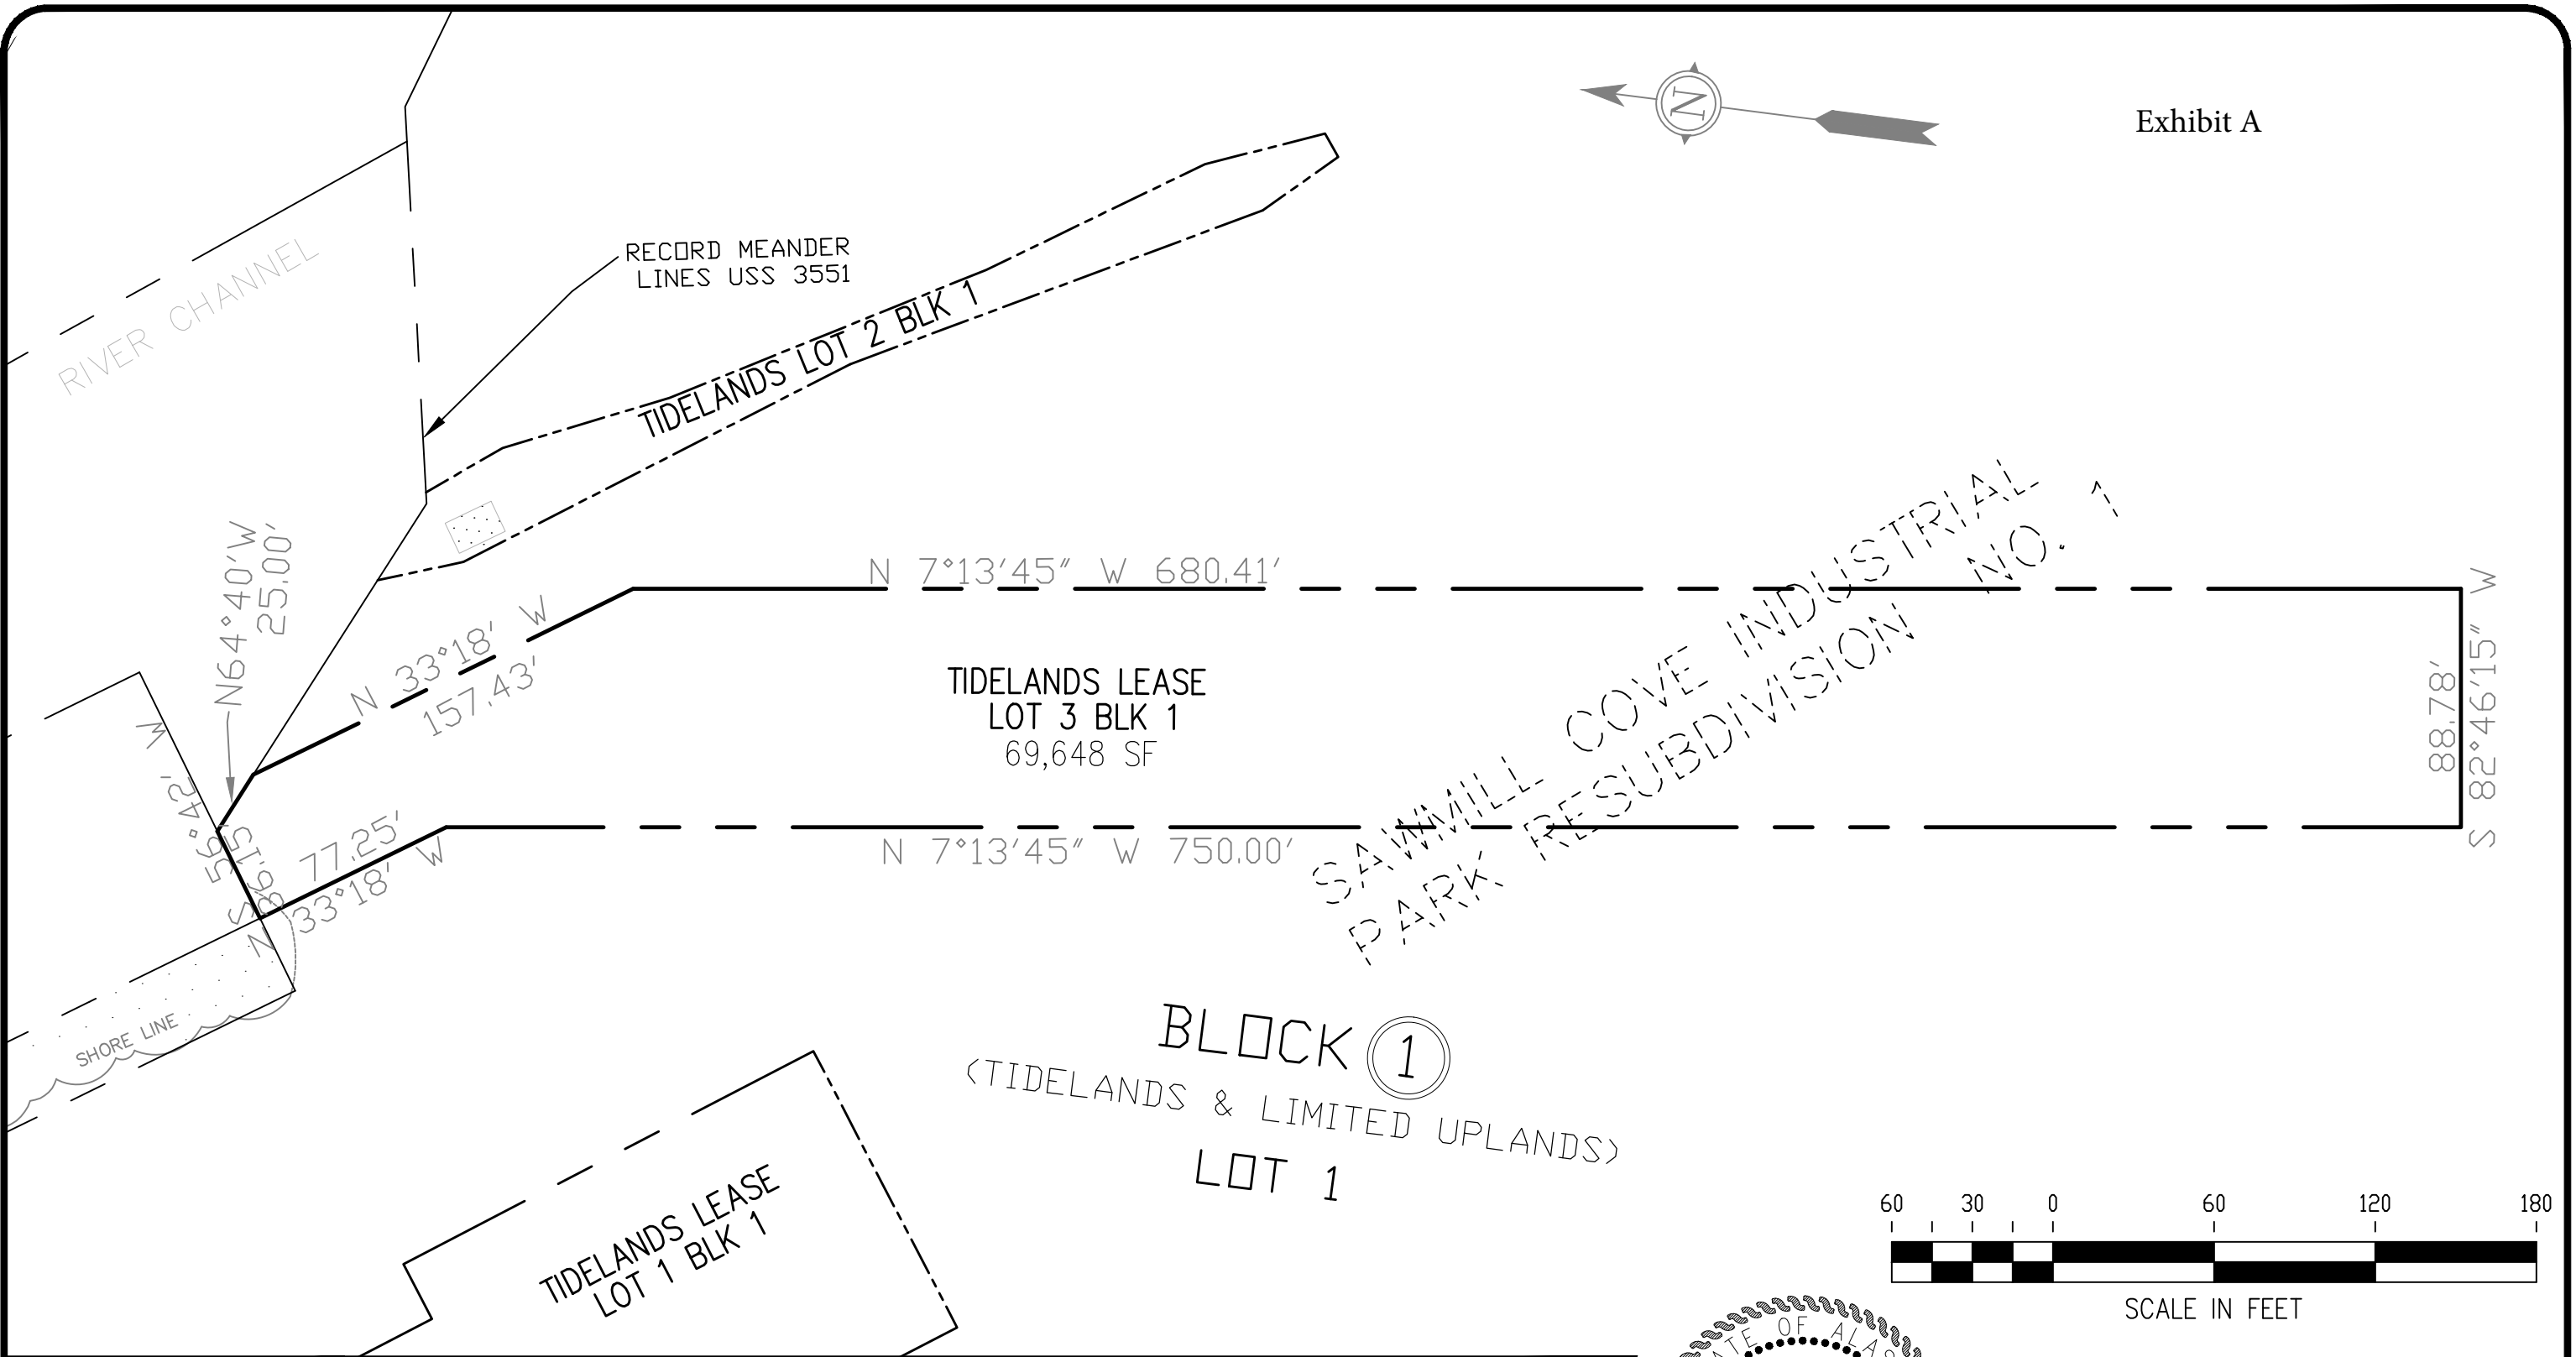 Exhibit A
N
RECORD MEANDER
LINES USS 3551
RIVER CHANNEL
TIDELANDS LOT 2 BLK 1
N64°40'W
25.00'
N 7°13'45" W 680.41'
N 33°18' W
157.43'
TIDELANDS LEASE
LOT 3 BLK 1
69,648 SF
SAWMILL COVE INDUSTRIAL
PARK RESUBDIVISION NO. 1
88.78'
S 82°46'15" W
S 56°42' W
36.15'
77.25'
N 33°18' W
N 7°13'45" W 750.00'
SHORE LINE
BLOCK 1
(TIDELANDS & LIMITED UPLANDS)
LOT 1
TIDELANDS LEASE
LOT 1 BLK 1
60 30 0 60 120 180
SCALE IN FEET
OF